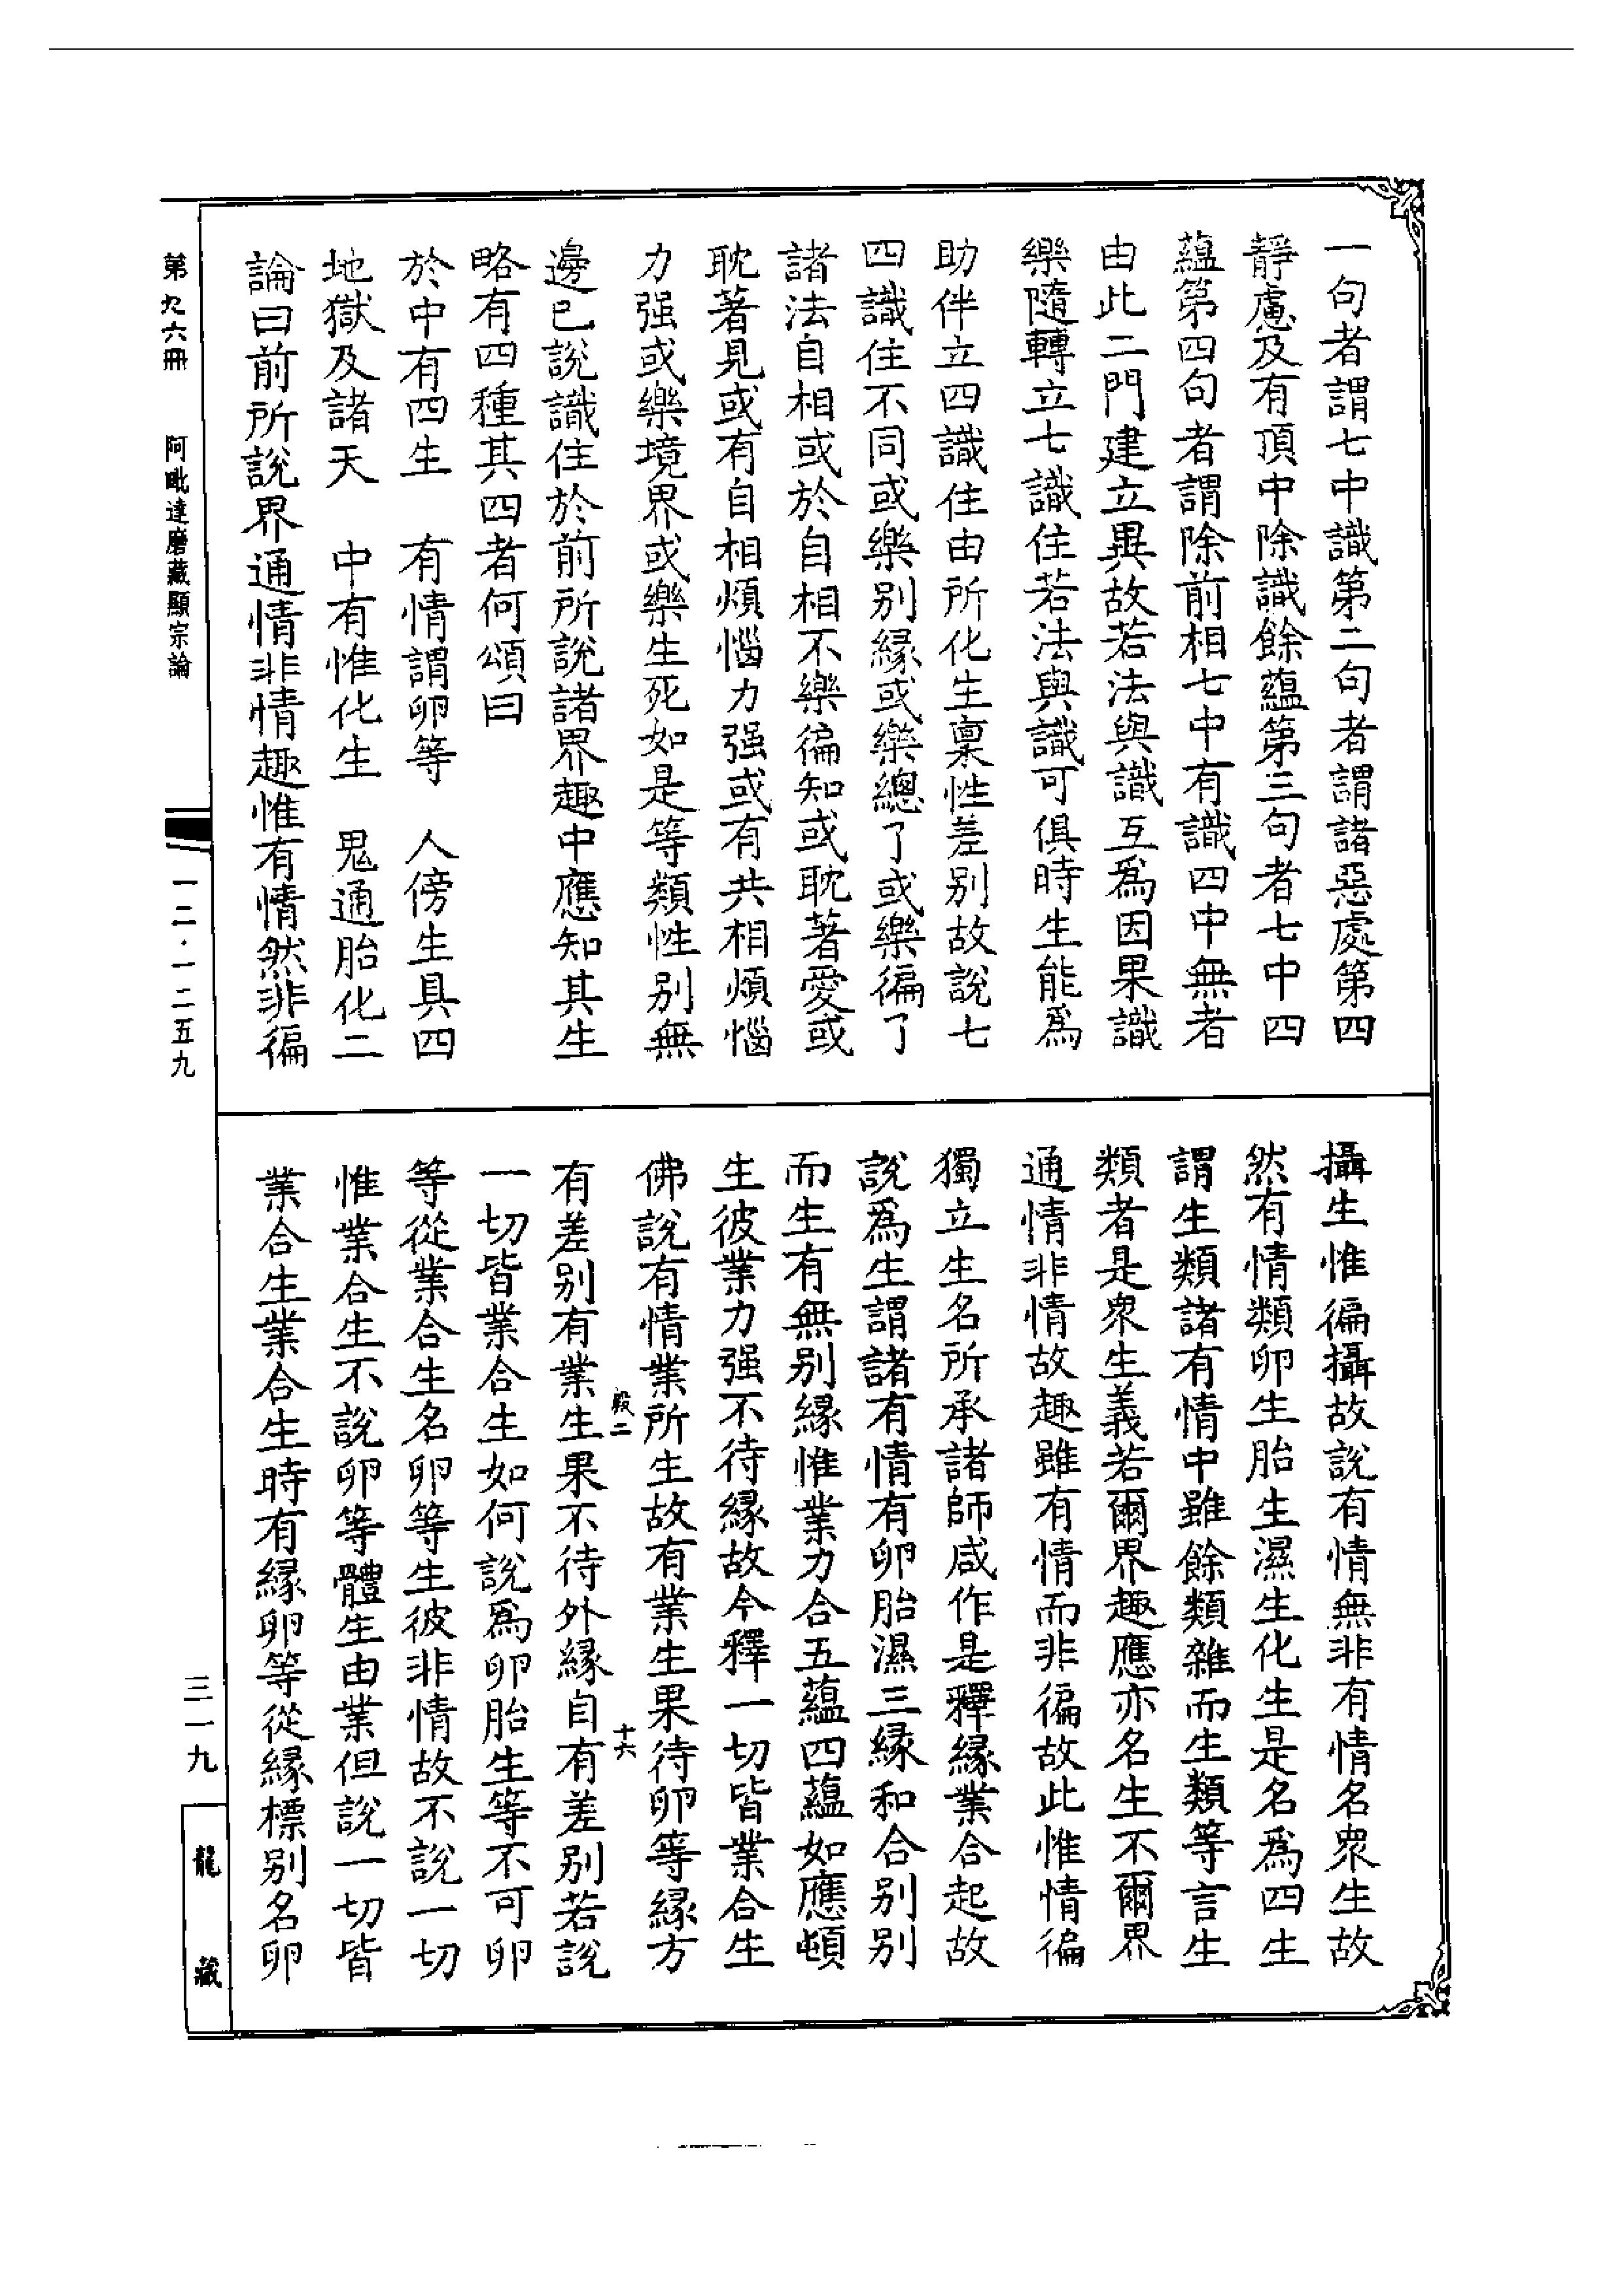 一句者謂七中識第二句者謂諸惡處第四
靜慮及有頂中除識餘蘊第三句者七中四
蘊第四句者謂除前相七中有識四中無者
由此二門建立異故若法與識互爲因果識
樂隨轉立七識住若法與識可俱時生能爲
助伴立四識住由所化生稟性差別故說七
四識住不同或樂別緣或樂總了或樂徧了
諸法自相或於自相不樂徧知或耽著愛或
耽著見或有自相煩惱力强或有共相煩惱
力强或樂境界或樂生死如是等類性別無
邊已說識住於前所說諸界趣中應知其生
略有四種其四者何頌曰
於中有四生　有情謂卵等　人傍生具四
地獄及諸天　中有惟化生　鬼通胎化二
論曰前所說界通情非情趣惟有情然非徧
攝生惟徧攝故說有情無非有情名衆生故
然有情類卵生胎生濕生化生是名爲四生
謂生類諸有情中雖餘類雜而生類等言生
類者是衆生義若爾界趣應亦名生不爾界
通情非情故趣雖有情而非徧故此惟情徧
獨立生名所承諸師咸作是釋緣業合起故
說爲生謂諸有情有卵胎濕三緣和合別別
而生有無別緣惟業力合五蘊四蘊如應頓
生彼業力强不待緣故今釋一切皆業合生
佛說有情業所生故有業生果待卵等緣方
殷二　十六
有差別有業生果不待外緣自有差別若說
一切皆業合生如何說爲卵胎生等不可卵
等從業合生名卵等生彼非情故不說一切
惟業合生不說卵等體生由業但說一切皆
業合生業合生時有緣卵等從緣標別名卵
第九六冊　阿毗達磨藏顯宗論
一二·一二五九
三一九
龍藏